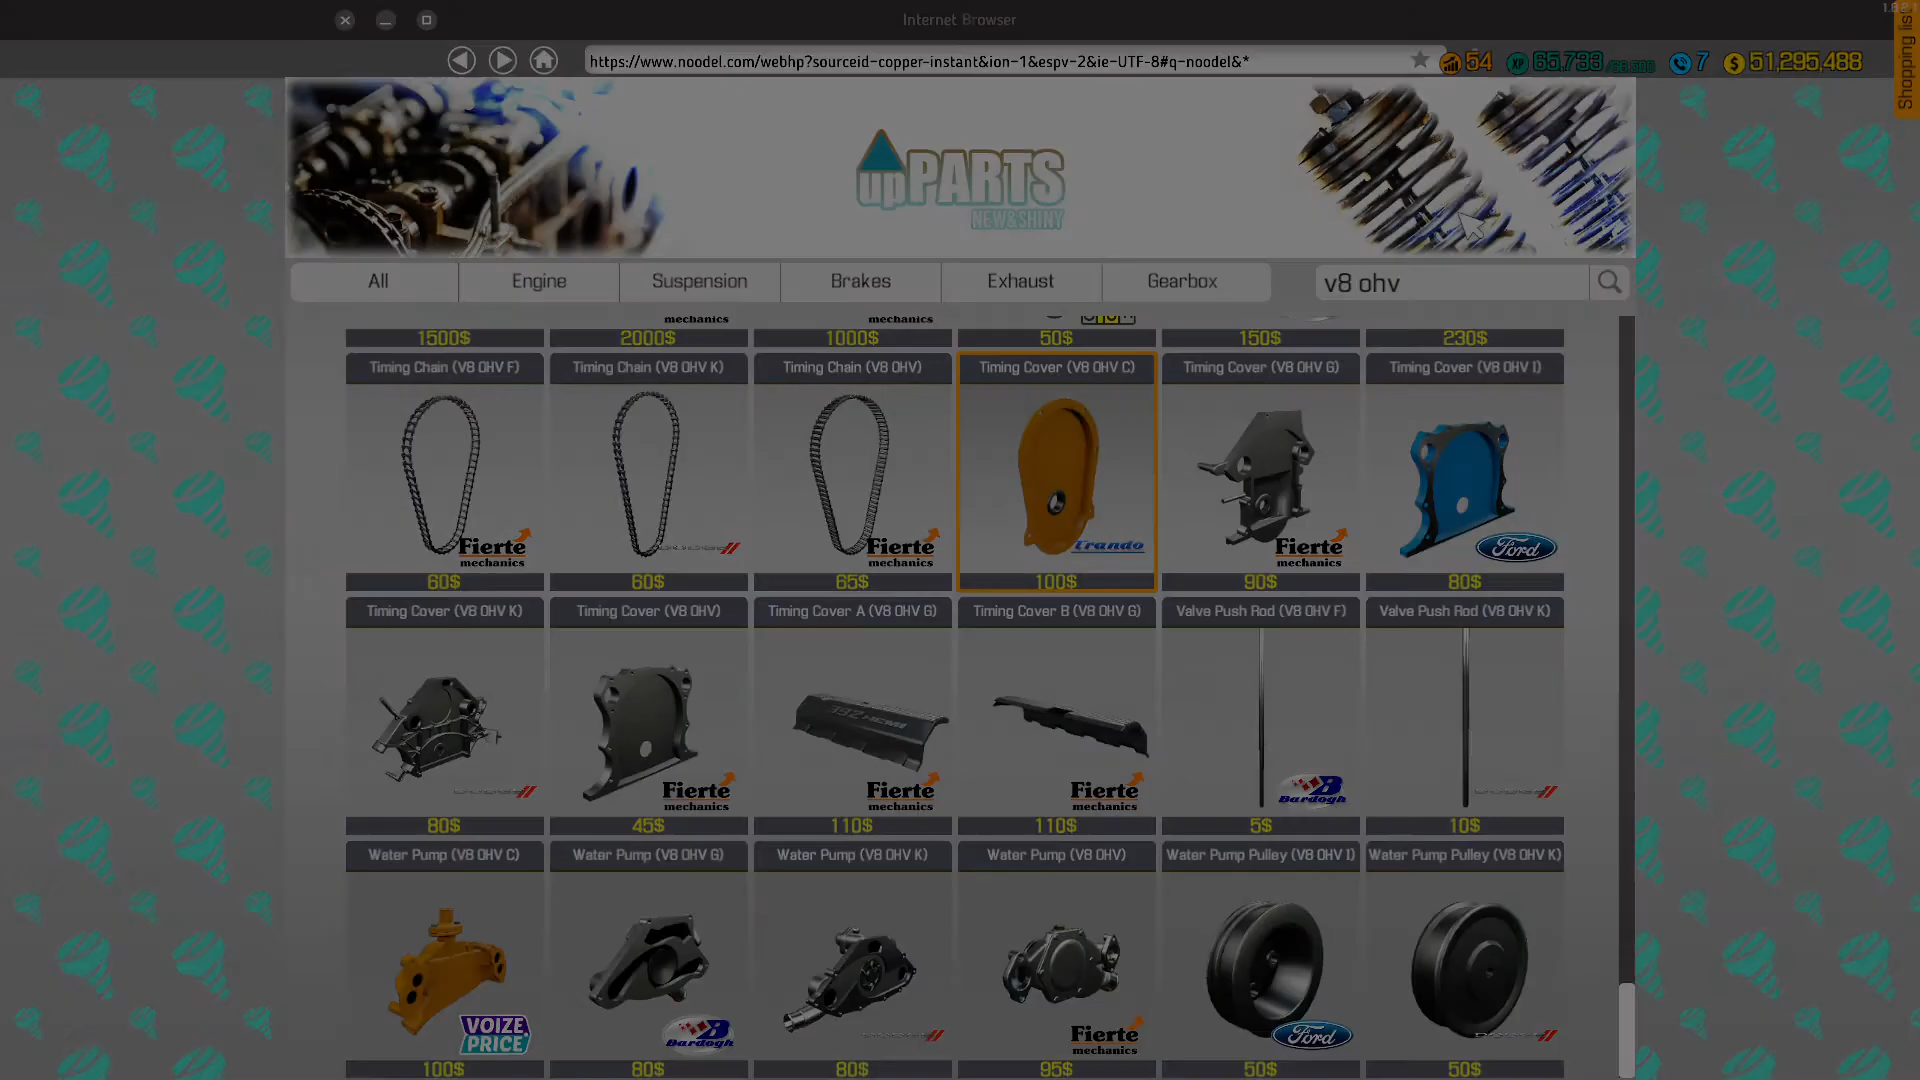 Internet Browser
https://www.noodel.com/webhp?sourceid-copper-instant&ion-1&espv-2&ie-UTF-8#q-noodel&*
54 XP 65,733 7 $ 51,295,488
Shopping list
upPARTS
NEW&SHINY
All Engine Suspension Brakes Exhaust Gearbox v8 ohv
mechanics mechanics
1500$ 2000$ 1000$ 50$ 150$ 230$
Timing Chain (V8 OHV F) Timing Chain (V8 OHV K) Timing Chain (V8 OHV) Timing Cover (V8 OHV C) Timing Cover (V8 OHV G) Timing Cover (V8 OHV I)
Fierte mechanics Fierte mechanics Trando Fierte mechanics Ford
60$ 60$ 65$ 100$ 90$ 80$
Timing Cover (V8 OHV K) Timing Cover (V8 OHV) Timing Cover A (V8 OHV G) Timing Cover B (V8 OHV G) Valve Push Rod (V8 OHV F) Valve Push Rod (V8 OHV K)
Fierte mechanics Fierte mechanics Fierte mechanics Bardogh
80$ 45$ 110$ 110$ 5$ 10$
Water Pump (V8 OHV C) Water Pump (V8 OHV G) Water Pump (V8 OHV K) Water Pump (V8 OHV) Water Pump Pulley (V8 OHV I) Water Pump Pulley (V8 OHV K)
VOIZE PRICE Bardogh Fierte mechanics Ford
100$ 80$ 80$ 95$ 50$ 50$